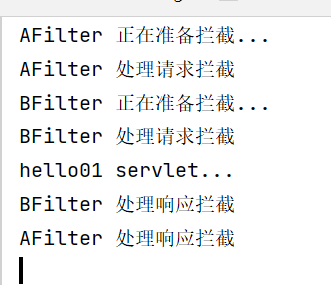 AFilter 正在准备拦截...
AFilter 处理请求拦截
BFilter 正在准备拦截...
BFilter 处理请求拦截
hello01 servlet...
BFilter 处理响应拦截
AFilter 处理响应拦截